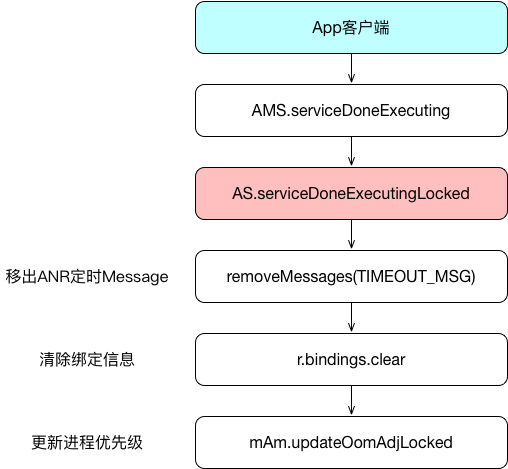 App客户端
AMS.serviceDoneExecuting
AS.serviceDoneExecutingLocked
移出ANR定时Message
removeMessages(TIMEOUT_MSG)
清除绑定信息
r.bindings.clear
更新进程优先级
mAm.updateOomAdjLocked